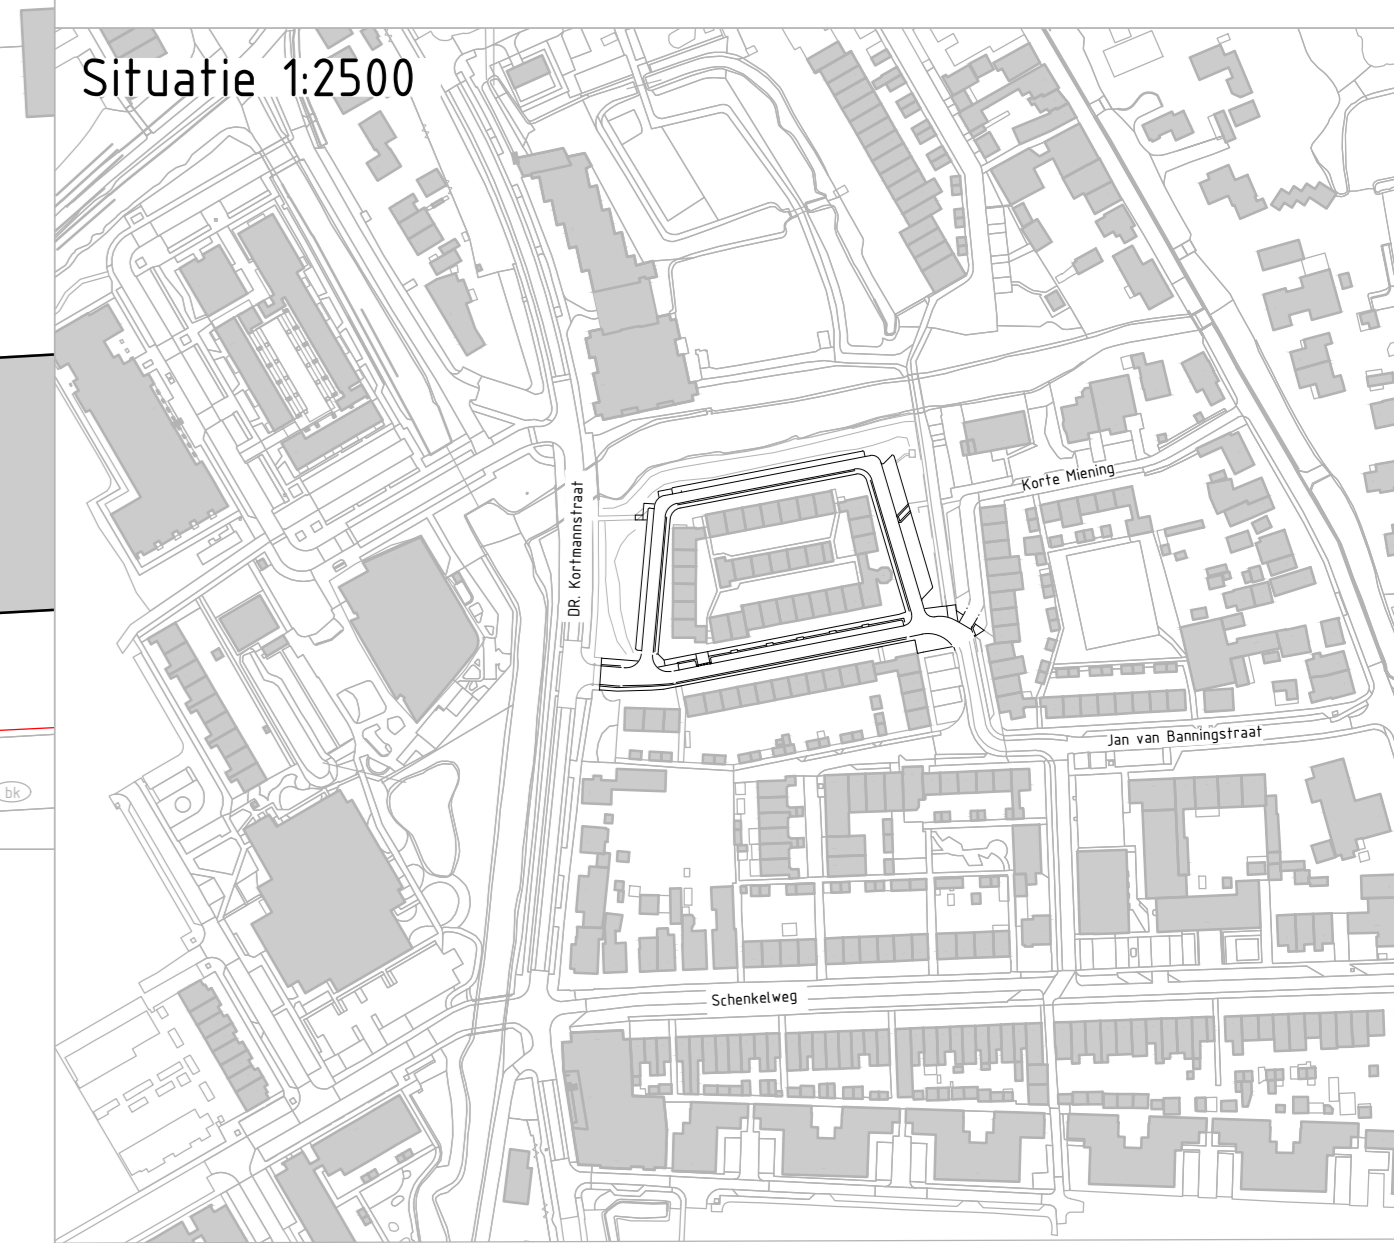 Situatie 1:2500
Korte Miening
DR. Kortmannstraat
Jan van Banningstraat
bk
Schenkelweg